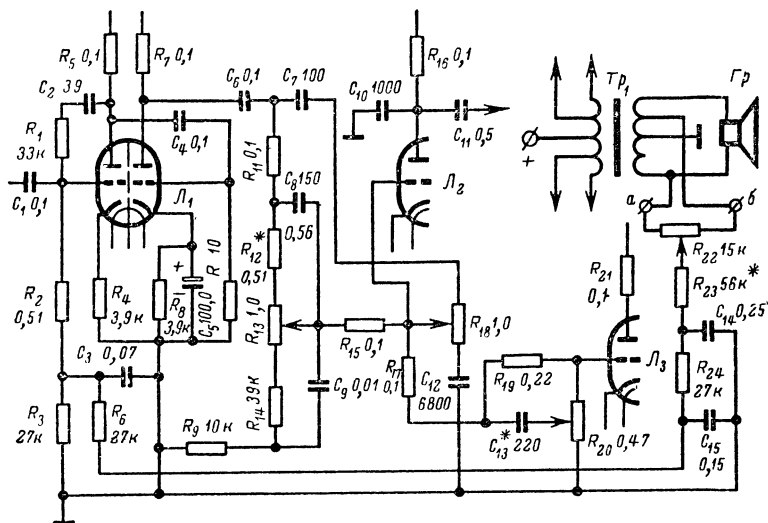 R₅ 0,1
R₇ 0,1
C₂ 39
R₁ 33к
C₁ 0,1
C₄ 0,1
Л₁
C₆ 0,1
C₇ 100
R₁₁ 0,1
C₈ 150
R₁₂* 0,56
0,51
R₁₃ 1,0
R₂ 0,51
R₄ 3,9к
R₈ 3,9к
+
C₅ 100,0
R 10
C₃ 0,07
R₃ 27к
R₆ 27к
R₉ 10к
R₁₄ 39к
C₉ 0,01
R₁₅ 0,1
C₁₀ 1000
R₁₆ 0,1
C₁₁ 0,5
Л₂
R₁₇ 0,1
R₁₈ 1,0
C₁₂ 6800
R₁₉ 0,22
C₁₃* 220
R₂₀ 0,47
R₂₁ 0,1
Л₃
Тр₁
Гр
+
а
б
R₂₂ 15к
R₂₃ 56к*
C₁₄ 0,25
R₂₄ 27к
C₁₅ 0,15